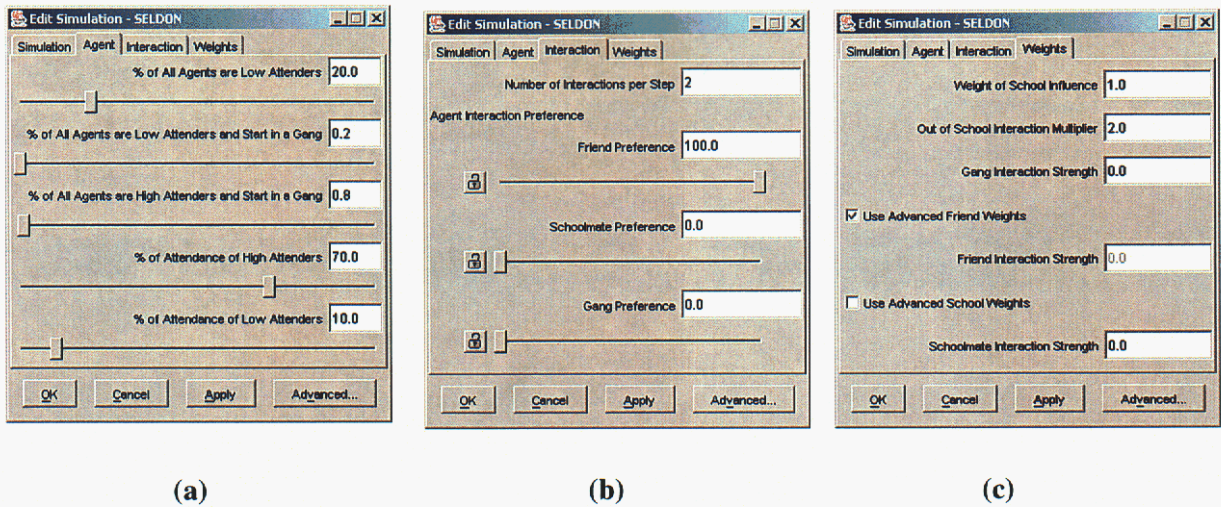 Edit Simulation - SELDON
Simulation Agent Interaction Weights
% of All Agents are Low Attenders 20.0
% of All Agents are Low Attenders and Start in a Gang 0.2
% of All Agents are High Attenders and Start in a Gang 0.8
% of Attendance of High Attenders 70.0
% of Attendance of Low Attenders 10.0
OK Cancel Apply Advanced...
(a)
Edit Simulation - SELDON
Simulation Agent Interaction Weights
Number of Interactions per Step 2
Agent Interaction Preference
Friend Preference 100.0
Schoolmate Preference 0.0
Gang Preference 0.0
OK Cancel Apply Advanced...
(b)
Edit Simulation - SELDON
Simulation Agent Interaction Weights
Weight of School Influence 1.0
Out of School Interaction Multiplier 2.0
Gang Interaction Strength 0.0
Use Advanced Friend Weights
Friend Interaction Strength 0.0
Use Advanced School Weights
Schoolmate Interaction Strength 0.0
OK Cancel Apply Advanced...
(c)